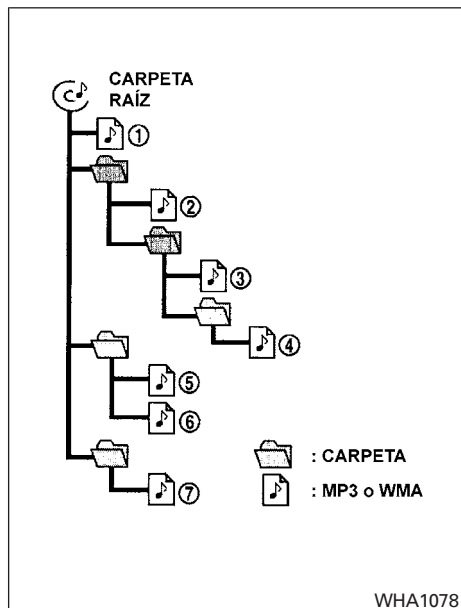 CARPETA
RAÍZ
①
②
③
④
⑤
⑥
⑦
: CARPETA
: MP3 o WMA
WHA1078